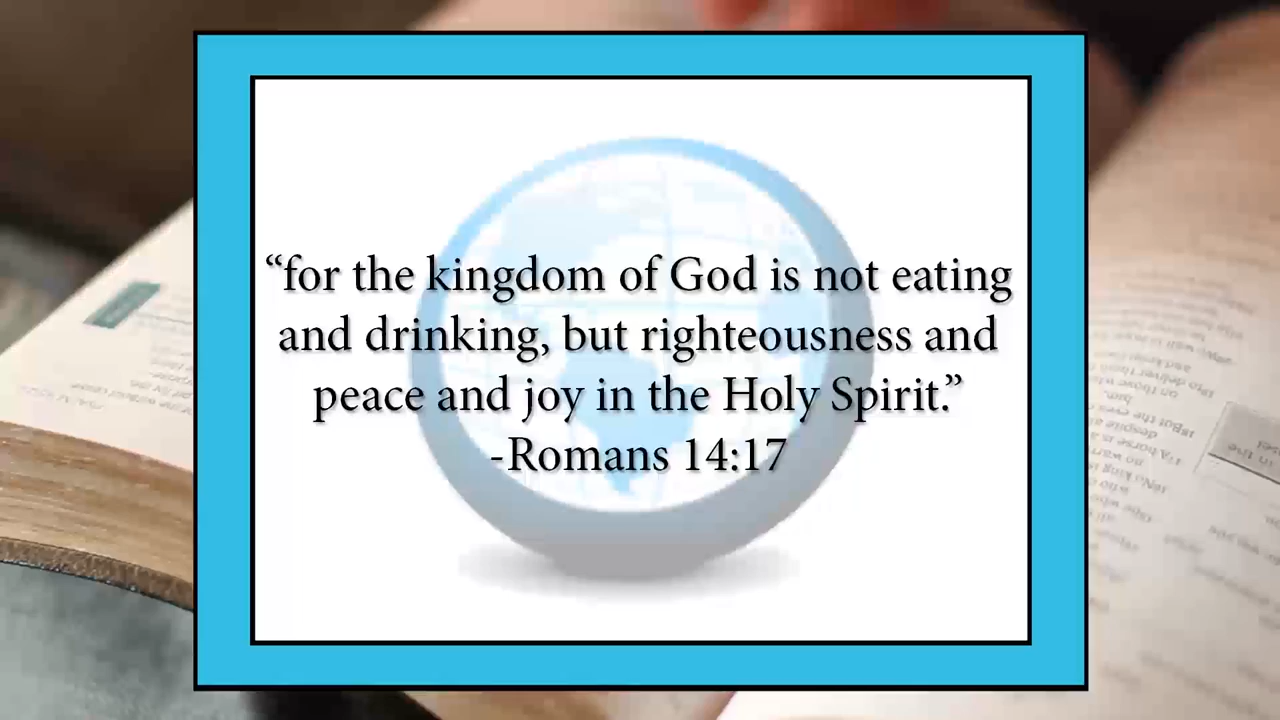 “for the kingdom of God is not eating
and drinking, but righteousness and
peace and joy in the Holy Spirit.”
-Romans 14:17